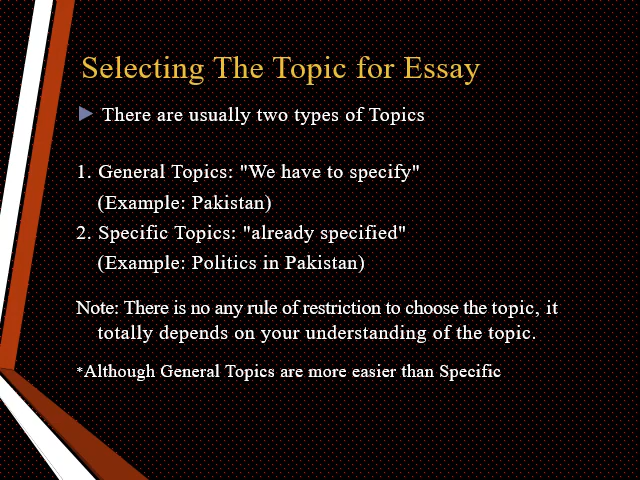 Selecting The Topic for Essay
There are usually two types of Topics
1. General Topics: "We have to specify"
(Example: Pakistan)
2. Specific Topics: "already specified"
(Example: Politics in Pakistan)
Note: There is no any rule of restriction to choose the topic, it
totally depends on your understanding of the topic.
*Although General Topics are more easier than Specific